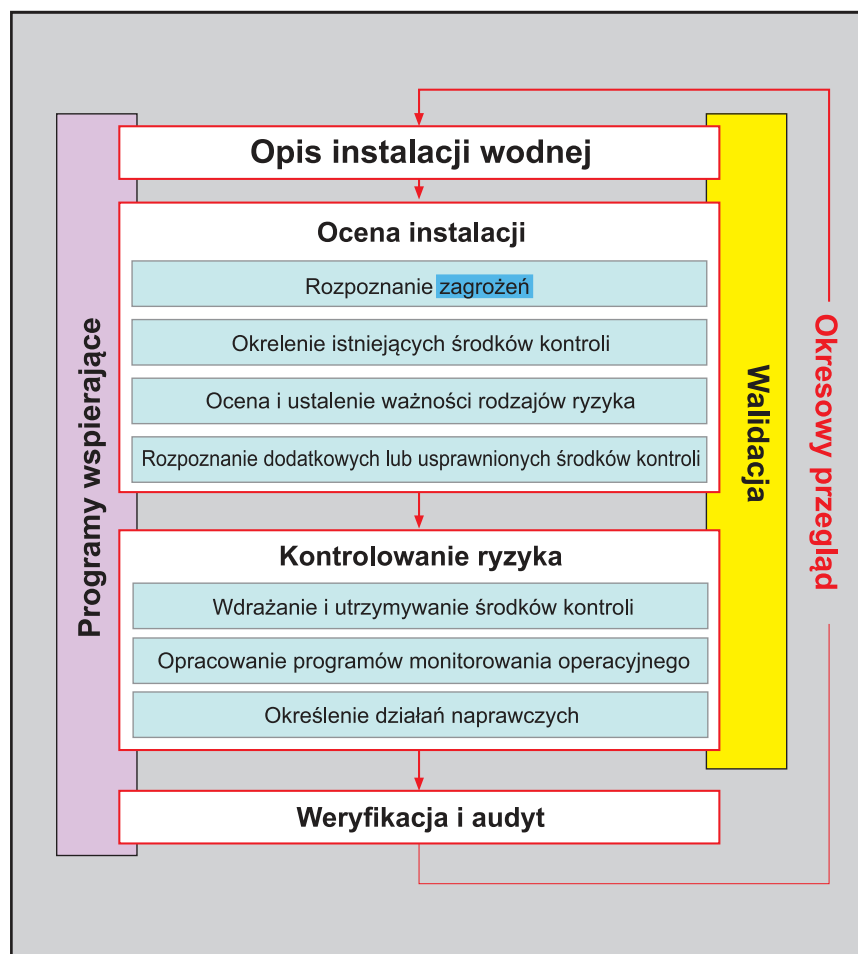 Opis instalacji wodnej
Ocena instalacji
Rozpoznanie zagrożeń
Okrelenie istniejących środków kontroli
Ocena i ustalenie ważności rodzajów ryzyka
Rozpoznanie dodatkowych lub usprawnionych środków kontroli
Kontrolowanie ryzyka
Wdrażanie i utrzymywanie środków kontroli
Opracowanie programów monitorowania operacyjnego
Określenie działań naprawczych
Weryfikacja i audyt
Programy wspierające
Walidacja
Okresowy przegląd